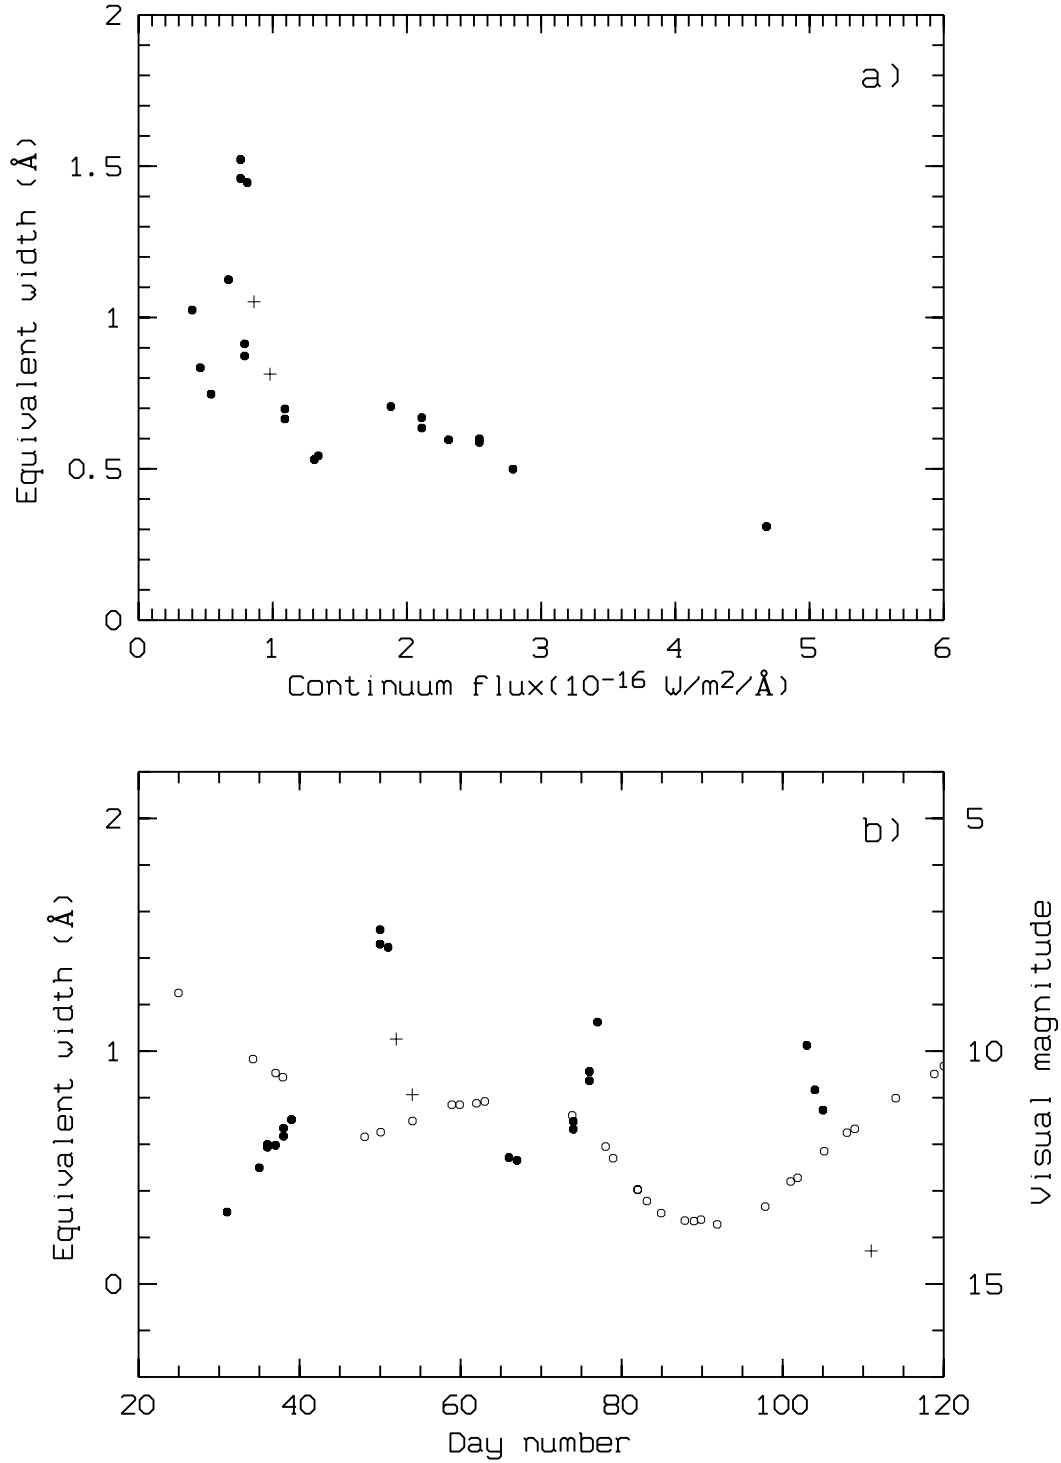 2
1.5
1
0.5
0
Equivalent width (Å)
a)
0 1 2 3 4 5 6
Continuum flux(10⁻¹⁶ W/m²/Å)
2
1
0
Equivalent width (Å)
b)
5
10
15
Visual magnitude
20 40 60 80 100 120
Day number